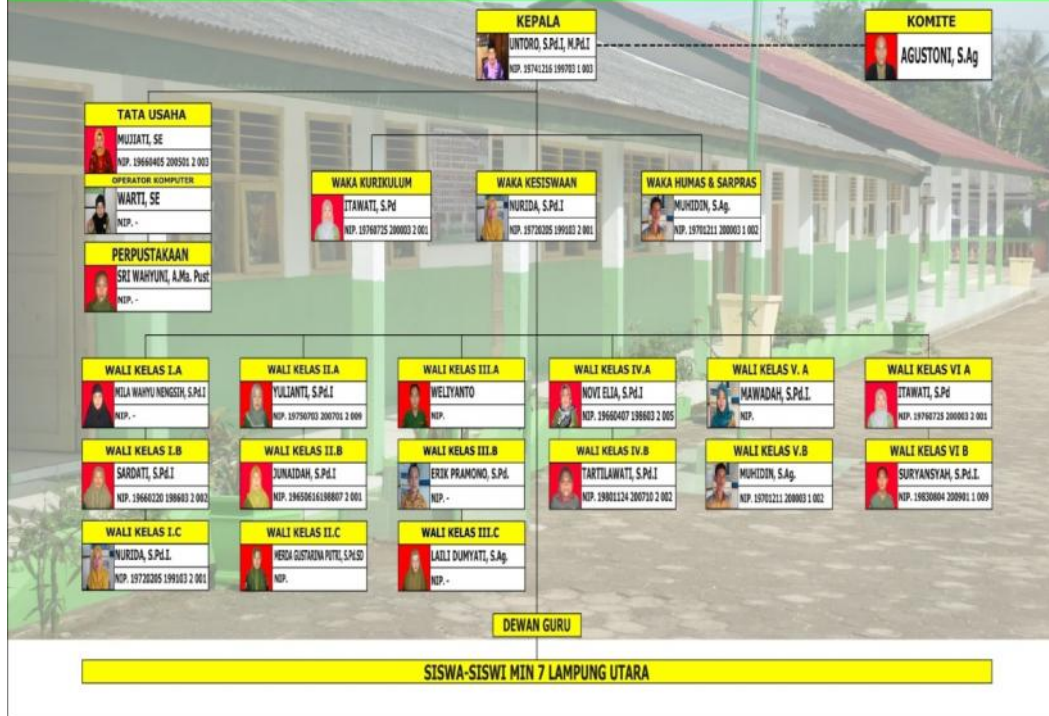 KEPALA
UNTORO, S.Pd.I, M.Pd.I
NIP. 19741216 199703 1 003
KOMITE
AGUSTONI, S.Ag
TATA USAHA
MUJIATI, SE
NIP. 19660405 200501 2 003
OPERATOR KOMPUTER
WARTI, SE
NIP. -
PERPUSTAKAAN
SRI WAHYUNI, A.Ma. Pust
NIP. -
WAKA KURIKULUM
ITAWATI, S.Pd
NIP. 19760725 200003 2 001
WAKA KESISWAAN
NURIDA, S.Pd.I
NIP. 19720205 199103 2 001
WAKA HUMAS & SARPRAS
MUHIDIN, S.Ag.
NIP. 19701211 200003 1 002
WALI KELAS I.A
MILA WAHYU NENGSIH, S.Pd.I
NIP. -
WALI KELAS II.A
YULIANTI, S.Pd.I
NIP. 19750703 200701 2 009
WALI KELAS III.A
WELIYANTO
NIP.
WALI KELAS IV.A
NOVI ELIA, S.Pd.I
NIP. 19660407 198603 2 005
WALI KELAS V. A
MAWADAH, S.Pd.I.
NIP.
WALI KELAS VI A
ITAWATI, S.Pd
NIP. 19760725 200003 2 001
WALI KELAS I.B
SARDATI, S.Pd.I
NIP. 19660220 198603 2 002
WALI KELAS II.B
JUNAIDAH, S.Pd.I
NIP. 19650616198807 2 001
WALI KELAS III.B
ERIK PRAMONO, S.Pd.
NIP. -
WALI KELAS IV.B
TARTILAWATI, S.Pd.I
NIP. 19801124 200710 2 002
WALI KELAS V.B
MUHIDIN, S.Ag.
NIP. 19701211 200003 1 002
WALI KELAS VI B
SURYANSYAH, S.Pd.I.
NIP. 19830804 200901 1 009
WALI KELAS I.C
NURIDA, S.Pd.I.
NIP. 19720205 199103 2 001
WALI KELAS II.C
MERDA GUSTARINA PUTRI, S.Pd.SD
NIP.
WALI KELAS III.C
LAILI DUMYATI, S.Ag.
NIP. -
DEWAN GURU
SISWA-SISWI MIN 7 LAMPUNG UTARA